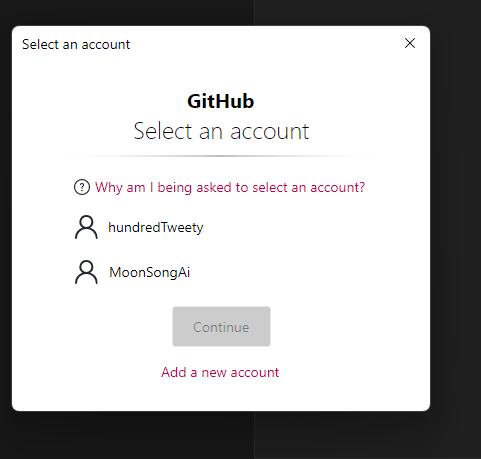 Select an account
GitHub
Select an account
? Why am I being asked to select an account?
hundredTweety
MoonSongAi
Continue
Add a new account